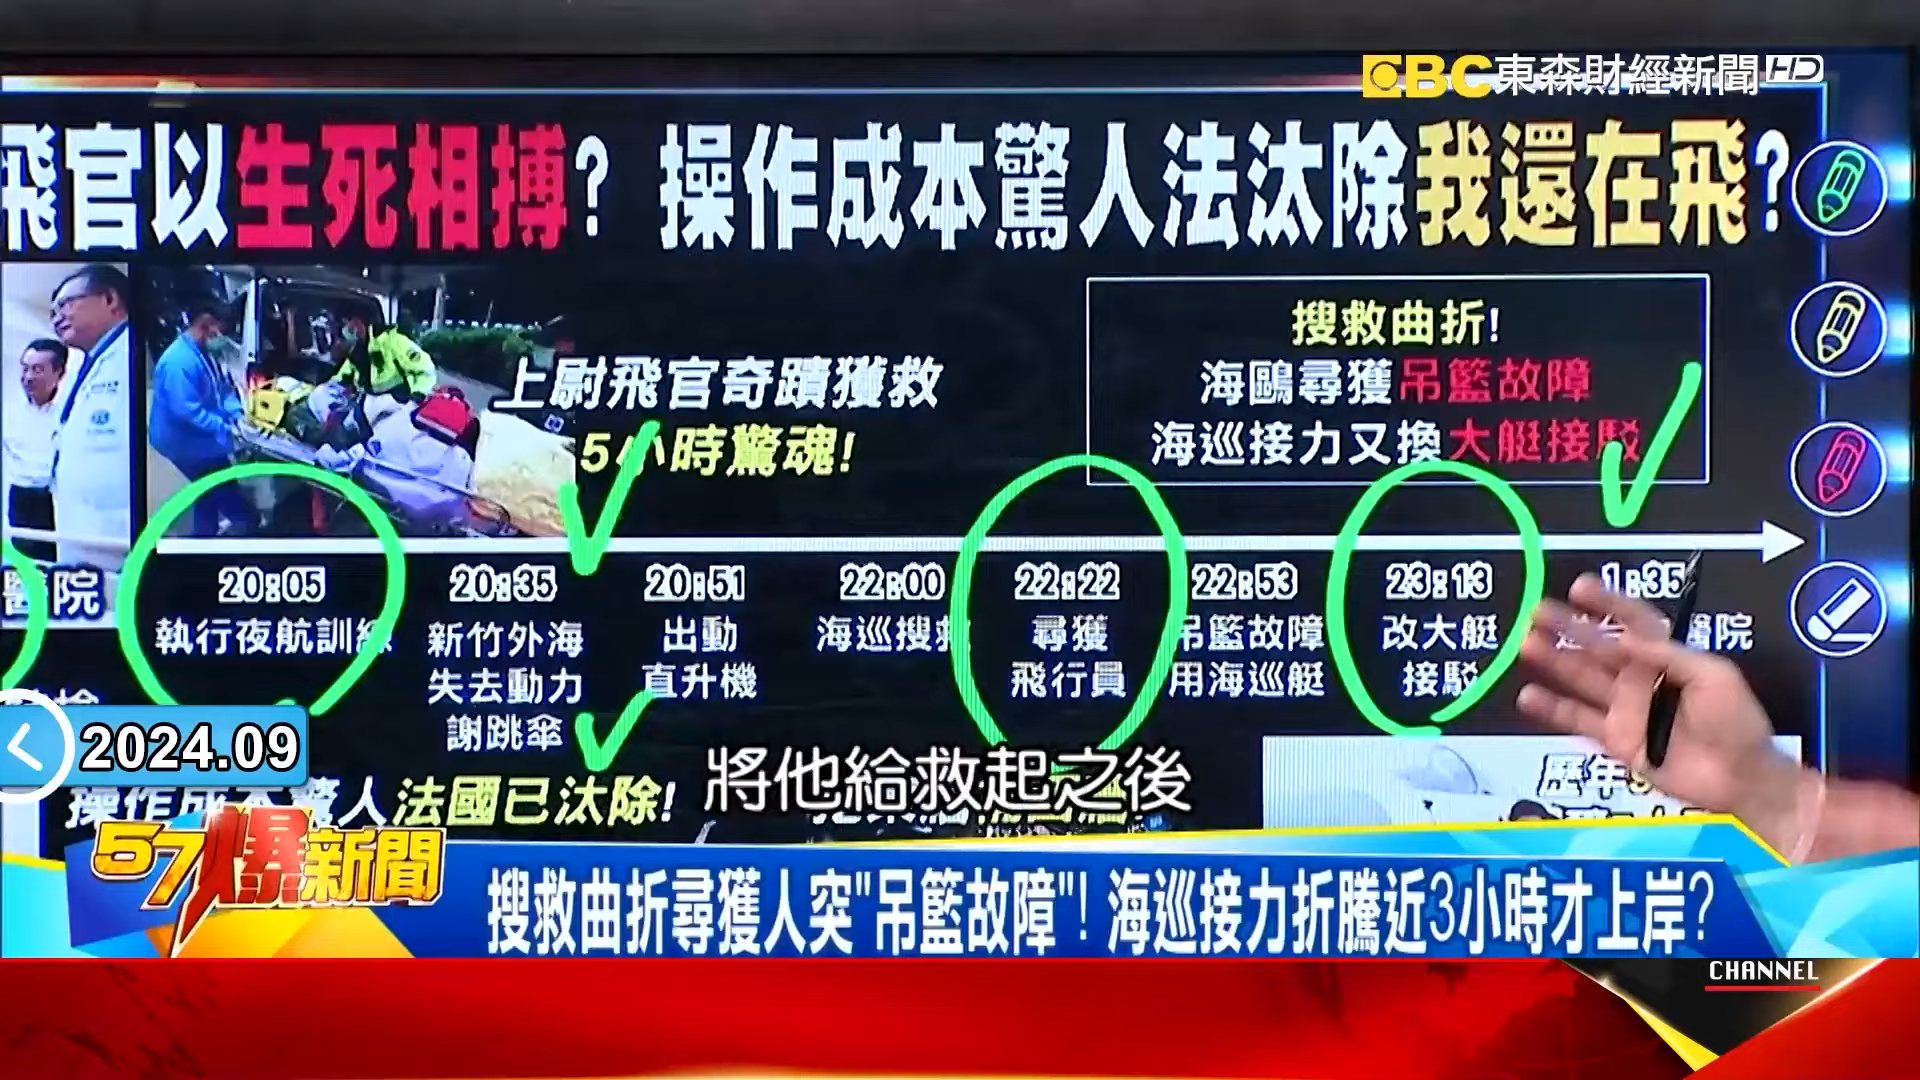 EBC東森財經新聞HD
飛官以生死相搏? 操作成本驚人法汰除我還在飛?
上尉飛官奇蹟獲救
5小時驚魂!
搜救曲折!
海鷗尋獲吊籃故障
海巡接力又換大艇接駁
醫院
20:05
執行夜航訓練
20:35
新竹外海
失去動力
謝跳傘
20:51
出動
直升機
22:00
海巡搜救
22:22
尋獲
飛行員
22:53
吊籃故障
用海巡艇
23:13
改大艇
接駁
1:35
醫院
2024.09
操作成本驚人法國已汰除!
將他給救起之後
歷年
57爆新聞
搜救曲折尋獲人突"吊籃故障"! 海巡接力折騰近3小時才上岸?
CHANNEL